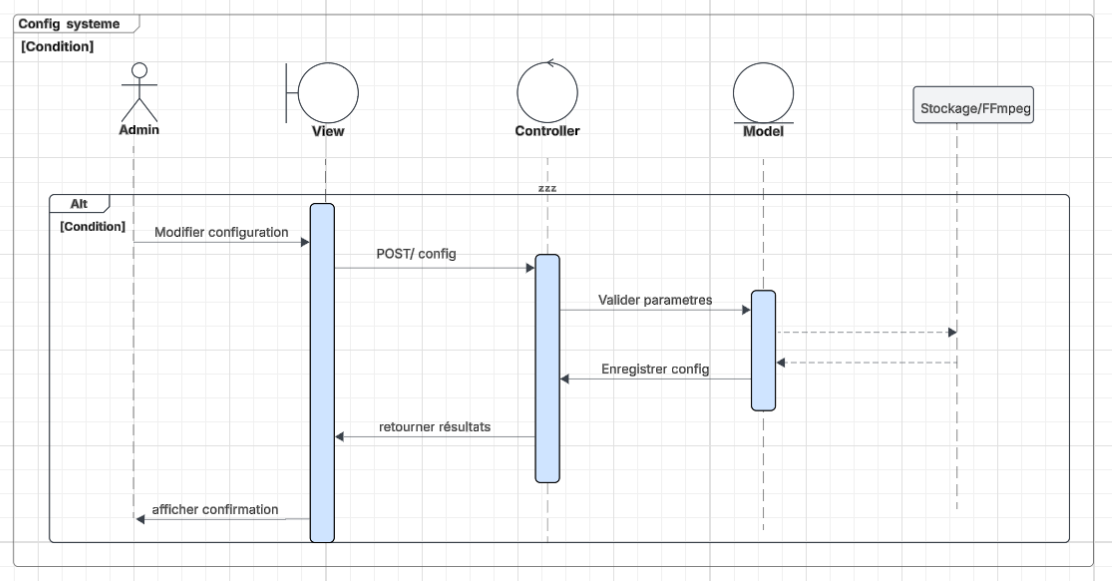 Config systeme
[Condition]
Admin
View
Controller
Model
Stockage/FFmpeg
zzz
Alt
[Condition]
Modifier configuration
POST/ config
Valider parametres
Enregistrer config
retourner résultats
afficher confirmation